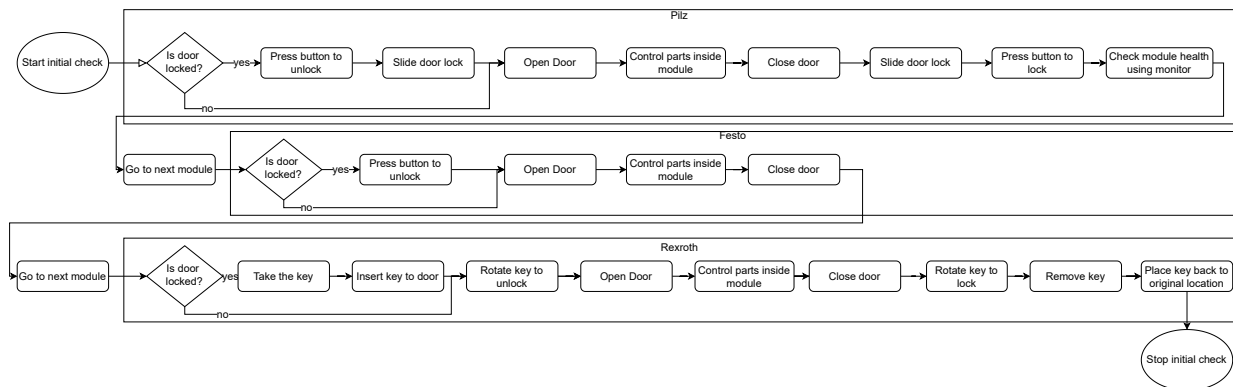 Pilz
Start initial check
Is door
locked?
yes
Press button to
unlock
Slide door lock
Open Door
Control parts inside
module
Close door
Slide door lock
Press button to
lock
Check module health
using monitor
no
Festo
Go to next module
Is door
locked?
yes
Press button to
unlock
Open Door
Control parts inside
module
Close door
no
Rexroth
Go to next module
Is door
locked?
yes
Take the key
Insert key to door
Rotate key to
unlock
Open Door
Control parts inside
module
Close door
Rotate key to
lock
Remove key
Place key back to
original location
no
Stop initial check